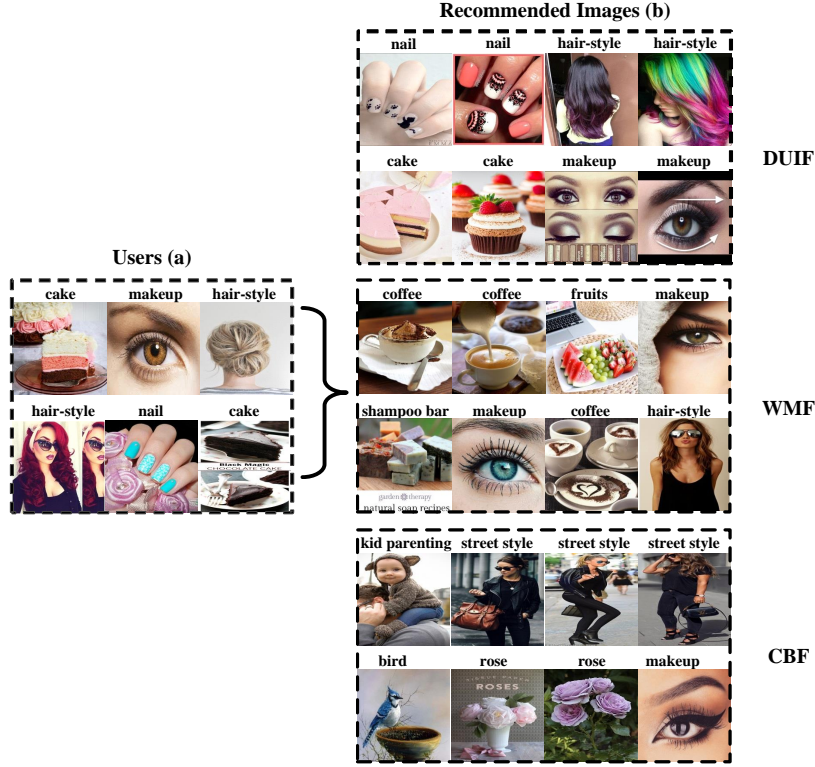 Recommended Images (b)
nail nail hair-style hair-style
cake cake makeup makeup
DUIF
Users (a)
cake makeup hair-style
hair-style nail cake
Black Magic
CHOCOLATE CAKE
coffee coffee fruits makeup
shampoo bar makeup coffee hair-style
garden therapy
natural soap recipes
WMF
kid parenting street style street style street style
bird rose rose makeup
ROSES
CBF